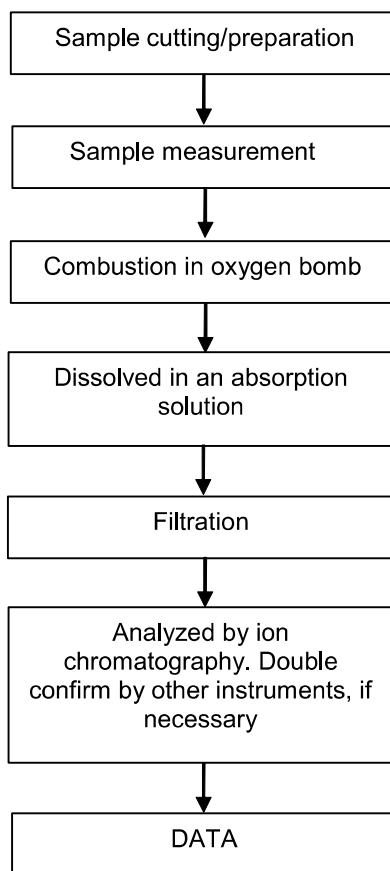 Sample cutting/preparation
Sample measurement
Combustion in oxygen bomb
Dissolved in an absorption
solution
Filtration
Analyzed by ion
chromatography. Double
confirm by other instruments, if
necessary
DATA